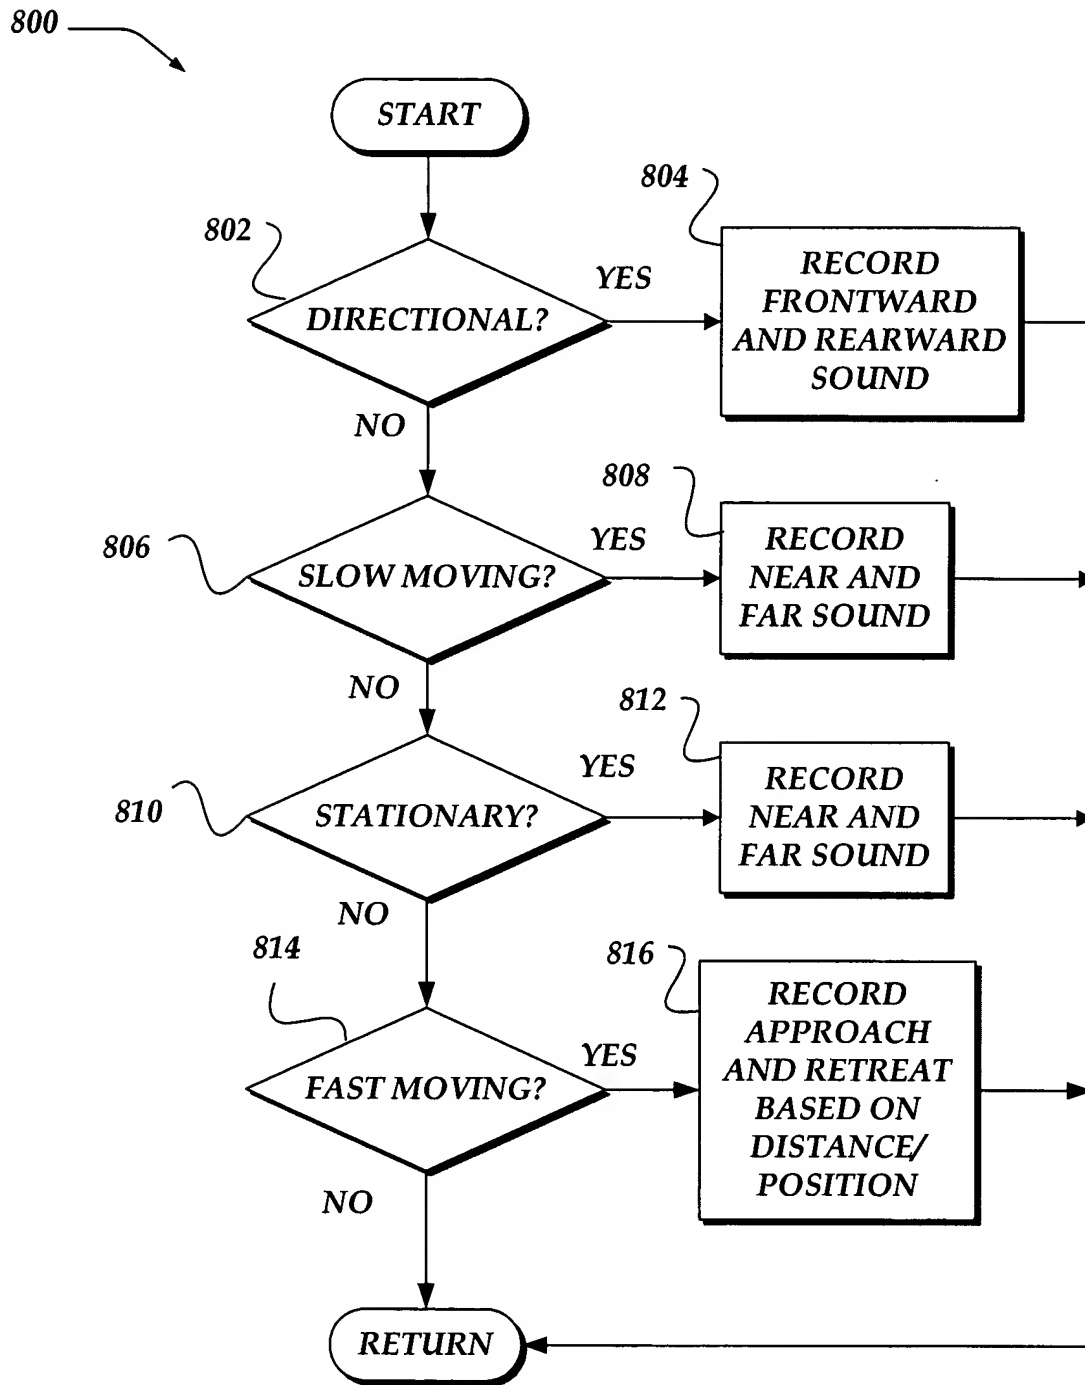 800
START
804
802
YES
RECORD
FRONTWARD
AND REARWARD
SOUND
DIRECTIONAL?
NO
808
806
YES
RECORD
NEAR AND
FAR SOUND
SLOW MOVING?
NO
812
810
YES
RECORD
NEAR AND
FAR SOUND
STATIONARY?
NO
814
816
YES
RECORD
APPROACH
AND RETREAT
BASED ON
DISTANCE/
POSITION
FAST MOVING?
NO
RETURN